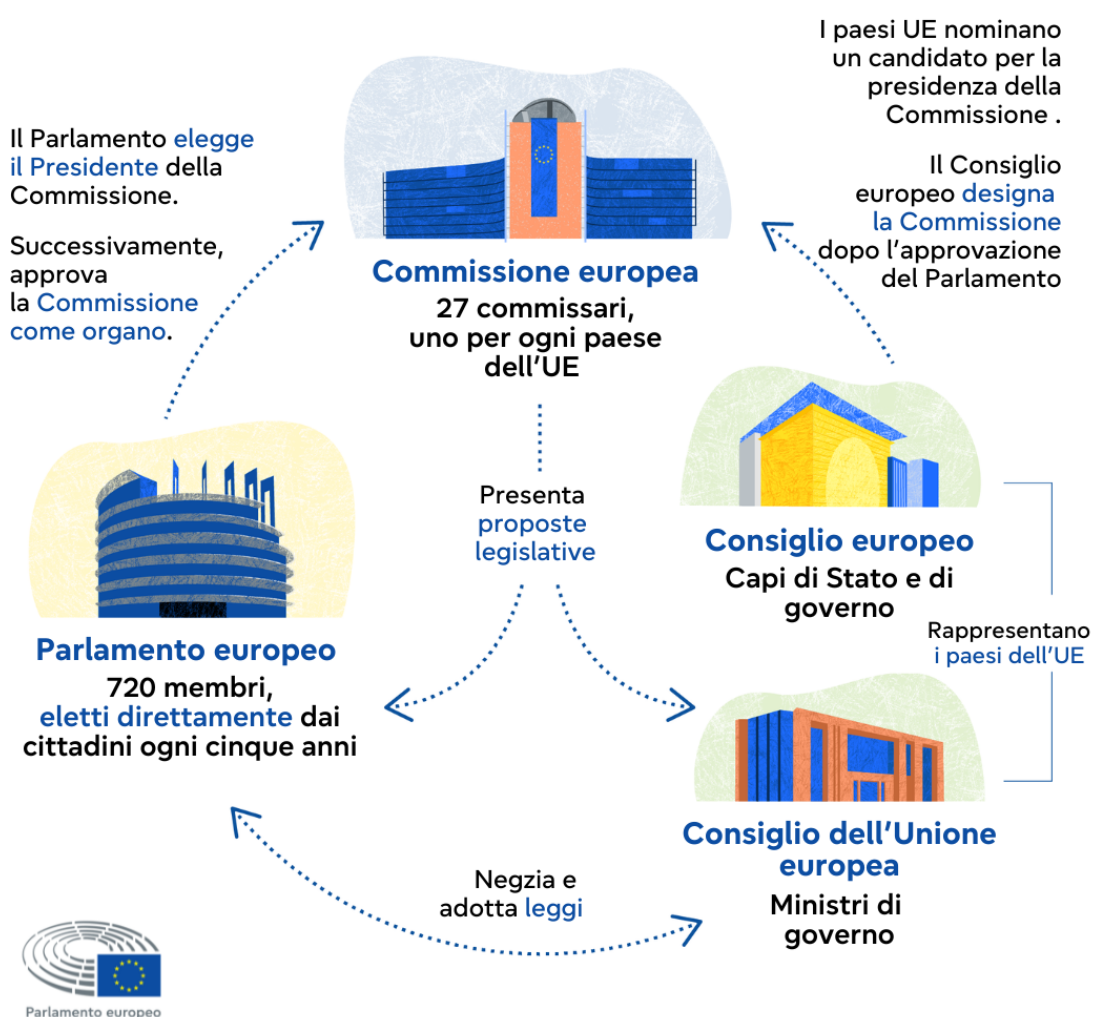 I paesi UE nominano
un candidato per la
presidenza della
Commissione .
Il Consiglio
europeo designa
la Commissione
dopo l'approvazione
del Parlamento
Il Parlamento elegge
il Presidente della
Commissione.
Successivamente,
approva
la Commissione
come organo.
Commissione europea
27 commissari,
uno per ogni paese
dell'UE
Presenta
proposte
legislative
Consiglio europeo
Capi di Stato e di
governo
Rappresentano
i paesi dell'UE
Parlamento europeo
720 membri,
eletti direttamente dai
cittadini ogni cinque anni
Consiglio dell'Unione
europea
Ministri di
governo
Negzia e
adotta leggi
Parlamento europeo